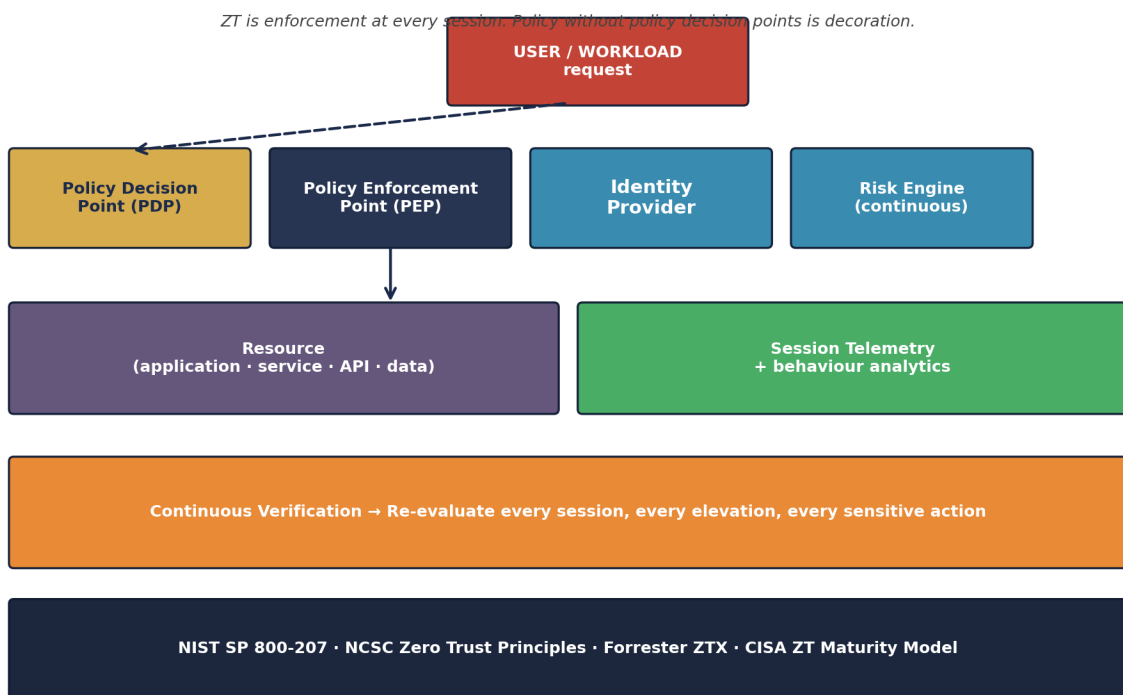 ZT is enforcement at every session. Policy without policy decision points is decoration.
USER / WORKLOAD
request
Policy Decision
Point (PDP)
Policy Enforcement
Point (PEP)
Identity
Provider
Risk Engine
(continuous)
Resource
(application · service · API · data)
Session Telemetry
+ behaviour analytics
Continuous Verification → Re-evaluate every session, every elevation, every sensitive action
NIST SP 800-207 · NCSC Zero Trust Principles · Forrester ZTX · CISA ZT Maturity Model